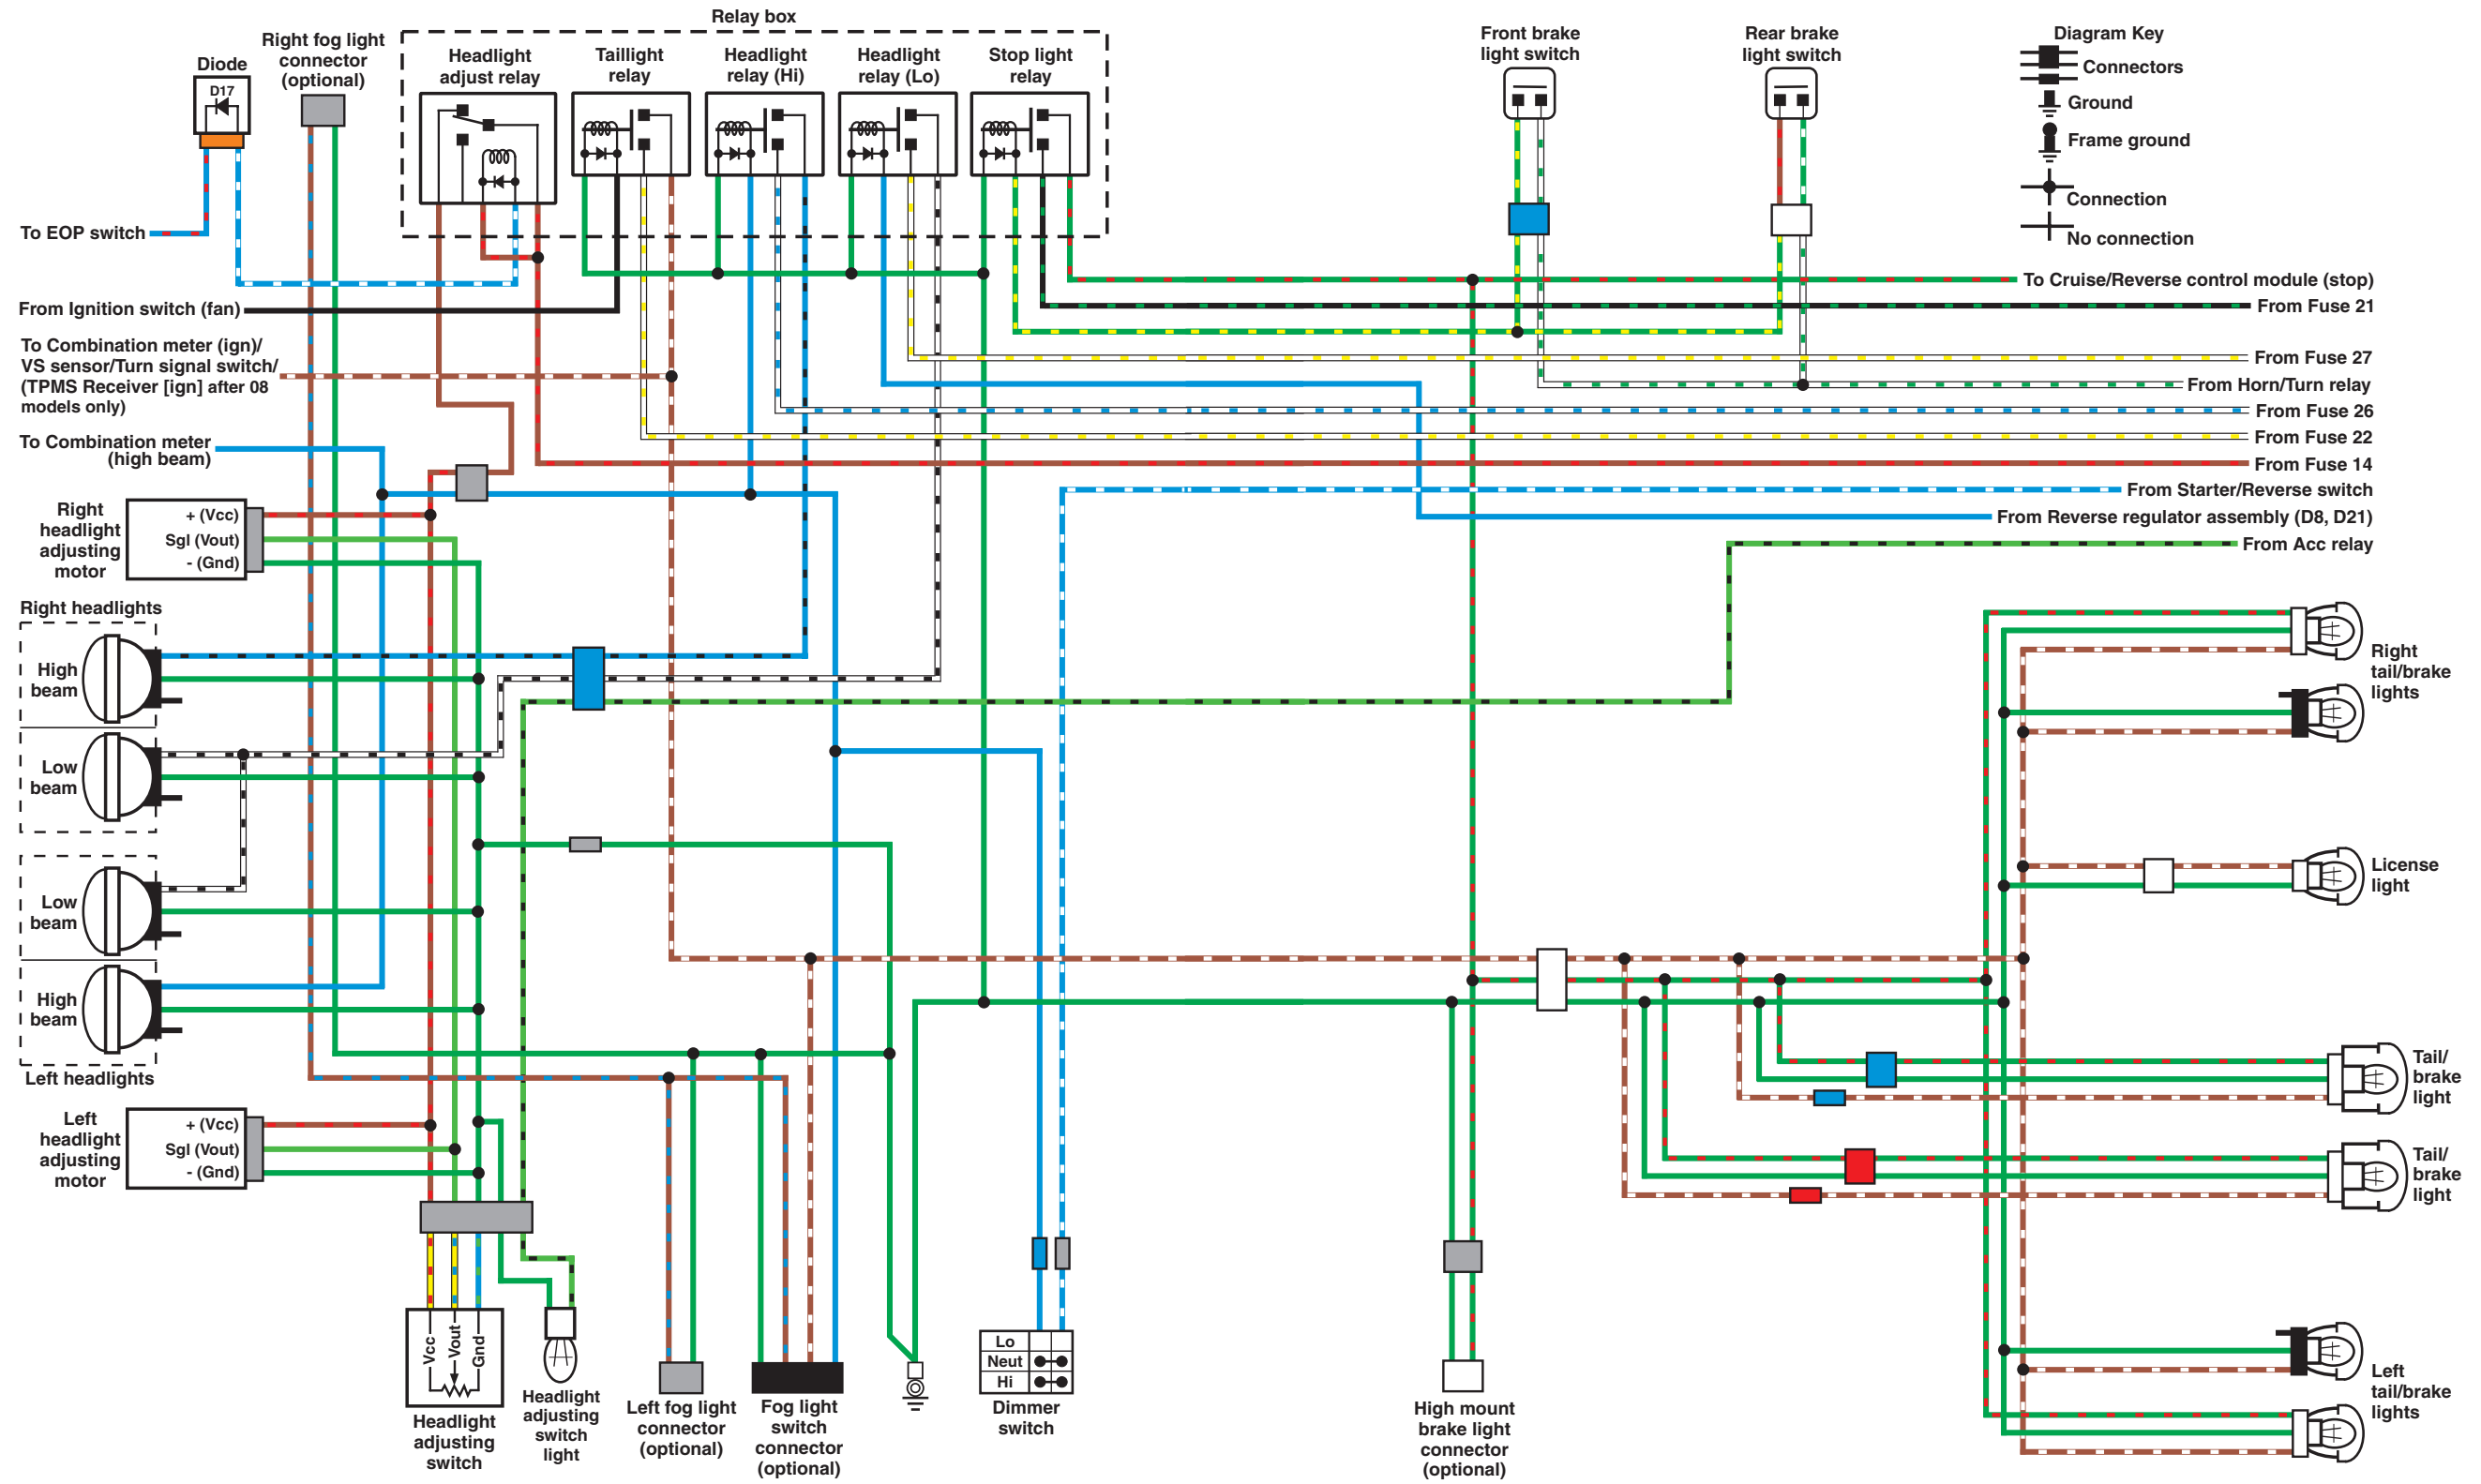 Relay box
Right fog light
connector
(optional)
Diode
D17
Headlight
adjust relay
Taillight
relay
Headlight
relay (Hi)
Headlight
relay (Lo)
Stop light
relay
Front brake
light switch
Rear brake
light switch
Diagram Key
Connectors
Ground
Frame ground
Connection
No connection
To EOP switch
From Ignition switch (fan)
To Combination meter (ign)/
VS sensor/Turn signal switch/
(TPMS Receiver [ign] after 08
models only)
To Combination meter
(high beam)
To Cruise/Reverse control module (stop)
From Fuse 21
From Fuse 27
From Horn/Turn relay
From Fuse 26
From Fuse 22
From Fuse 14
From Starter/Reverse switch
From Reverse regulator assembly (D8, D21)
From Acc relay
Right
headlight
adjusting
motor
+ (Vcc)
Sgl (Vout)
- (Gnd)
Right headlights
High
beam
Low
beam
Low
beam
High
beam
Left headlights
Left
headlight
adjusting
motor
+ (Vcc)
Sgl (Vout)
- (Gnd)
Right
tail/brake
lights
License
light
Tail/
brake
light
Tail/
brake
light
Left
tail/brake
lights
Vcc
Vout
Gnd
Headlight
adjusting
switch
Headlight
adjusting
switch
light
Left fog light
connector
(optional)
Fog light
switch
connector
(optional)
Lo
Neut
Hi
Dimmer
switch
High mount
brake light
connector
(optional)